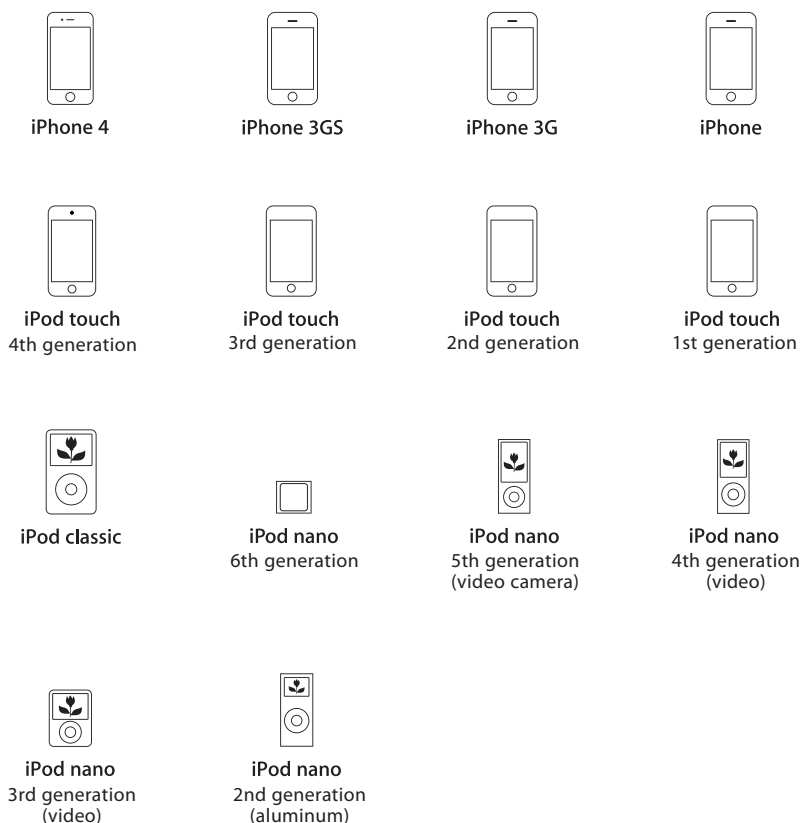 iPhone 4
iPhone 3GS
iPhone 3G
iPhone
iPod touch
4th generation
iPod touch
3rd generation
iPod touch
2nd generation
iPod touch
1st generation
iPod classic
iPod nano
6th generation
iPod nano
5th generation
(video camera)
iPod nano
4th generation
(video)
iPod nano
3rd generation
(video)
iPod nano
2nd generation
(aluminum)